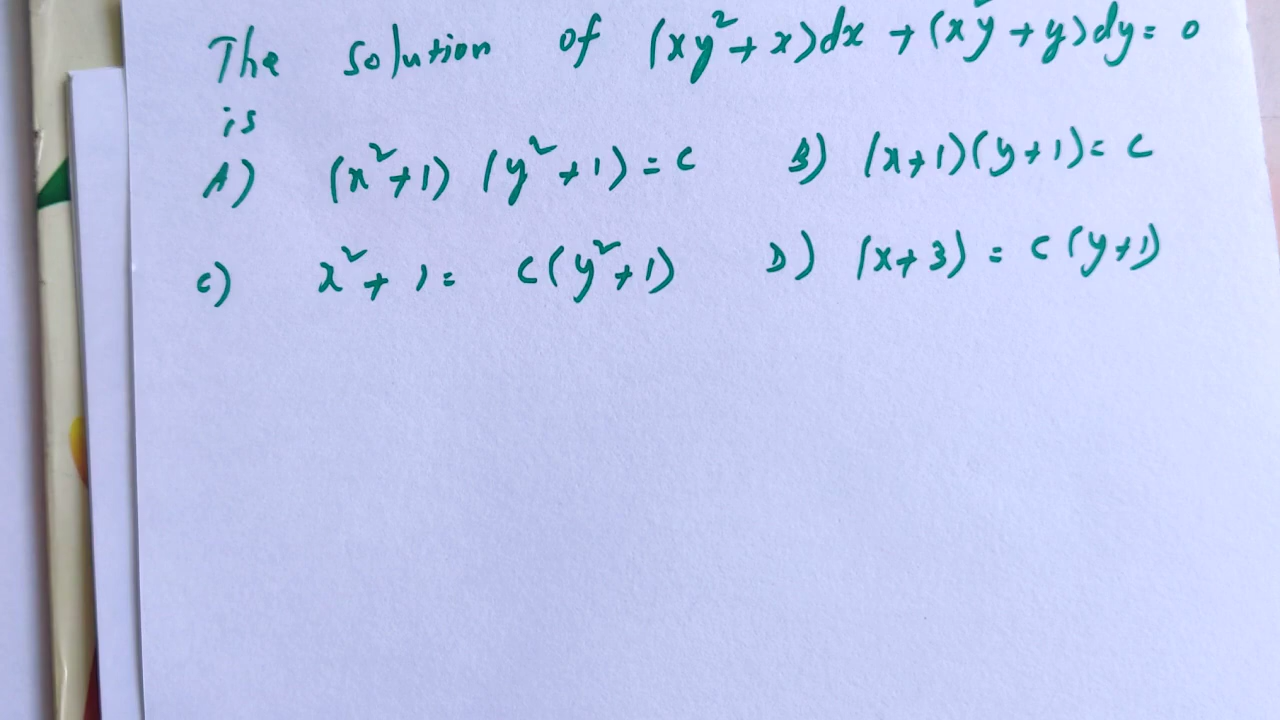 The solution of (xy²+x)dx + (x²y+y)dy = 0
is
A) (x²+1) (y²+1) = c B) (x+1)(y+1) = c
c) x²+1 = c(y²+1) D) (x+3) = c(y+1)